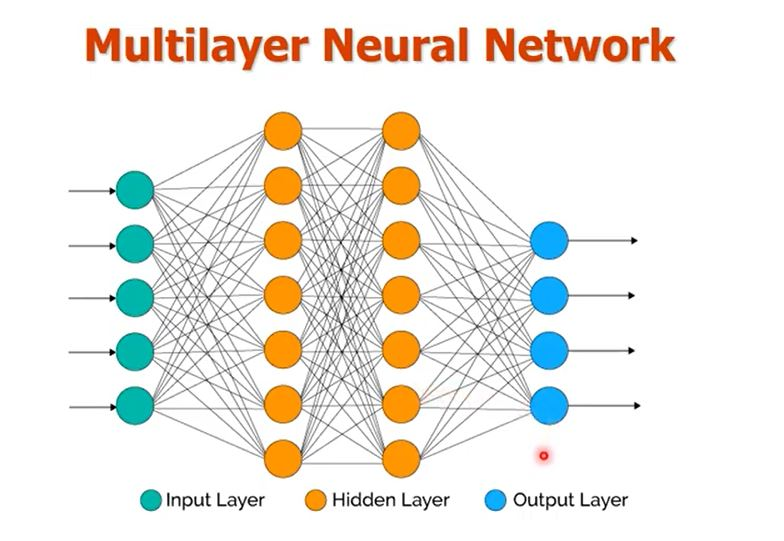 Multilayer Neural Network
Input Layer
Hidden Layer
Output Layer